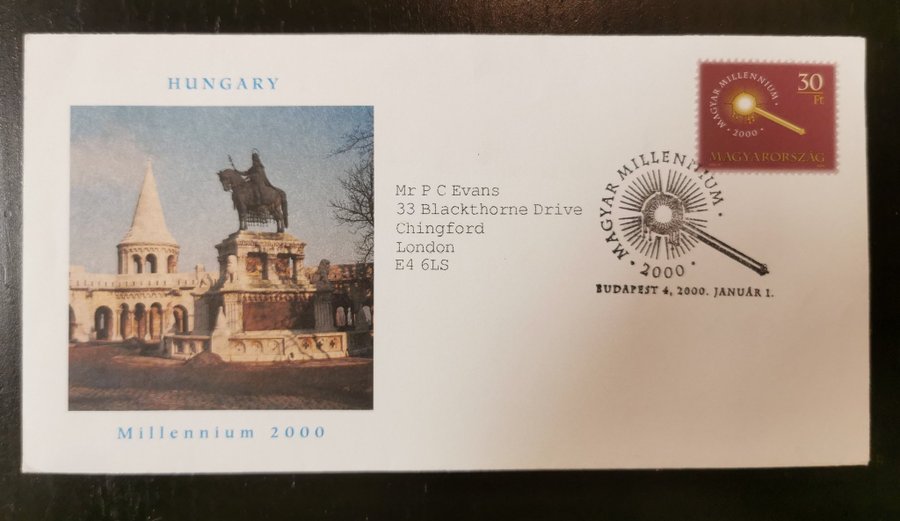 HUNGARY
Millennium 2000
Mr P C Evans
33 Blackthorne Drive
Chingford
London
E4 6LS
MAGYAR MILLENNIUM
30
Ft
• 2000 •
MAGYARORSZÁG
• MAGYAR MILLENNIUM •
• 2000 •
BUDAPEST 4, 2000. JANUÁR 1.